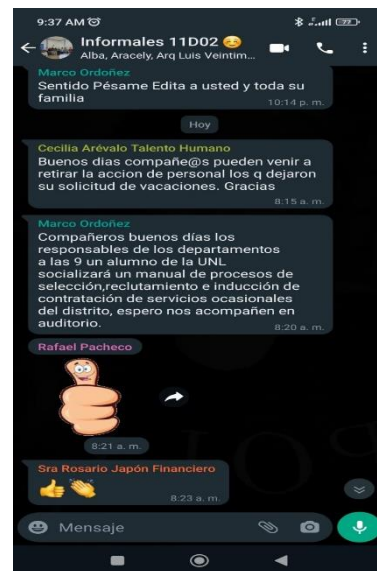 9:37 AM
77
Informales 11D02
Alba, Aracely, Arq Luis Veintim...
Marco Ordoñez
Sentido Pésame Edita a usted y toda su
familia
10:14 p. m.
Hoy
Cecilia Arévalo Talento Humano
Buenos dias compañe@s pueden venir a
retirar la accion de personal los q dejaron
su solicitud de vacaciones. Gracias
8:15 a. m.
Marco Ordoñez
Compañeros buenos días los
responsables de los departamentos
a las 9 un alumno de la UNL
socializará un manual de procesos de
selección,reclutamiento e inducción de
contratación de servicios ocasionales
del distrito, espero nos acompañen en
auditorio.
8:20 a. m.
Rafael Pacheco
8:21 a. m.
Sra Rosario Japón Financiero
8:23 a. m.
Mensaje